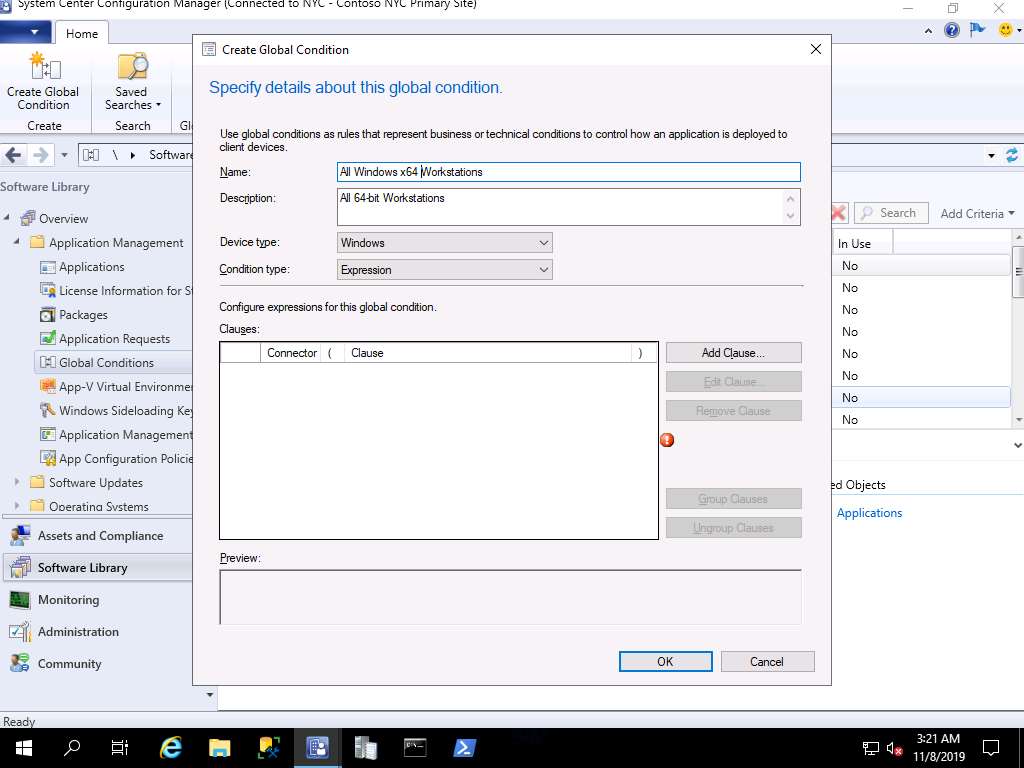 System Center Configuration Manager (Connected to NYC - Contoso NYC Primary Site)
Home
Create Global
Condition
Saved
Searches
Create
Search
\
Software Library
Overview
Application Management
Applications
License Information for
Packages
Application Requests
Global Conditions
App-V Virtual
Windows Sideloading
Application Management
App Configuration
Software Updates
Operating Systems
Assets and Compliance
Software Library
Monitoring
Administration
Community
Ready
Create Global Condition
Specify details about this global condition.
Use global conditions as rules that represent business or technical conditions to control how an application is deployed to
client devices.
Name:
All Windows x64 Workstations
Description:
All 64-bit Workstations
Device type:
Windows
Condition type:
Expression
Configure expressions for this global condition.
Clauses:
Connector ( Clause )
Add Clause...
Edit Clause...
Remove Clause
Group Clauses
Ungroup Clauses
Preview:
OK
Cancel
Search
Add Criteria
In Use
No
No
No
No
No
No
No
No
Objects
Applications
3:21 AM
11/8/2019